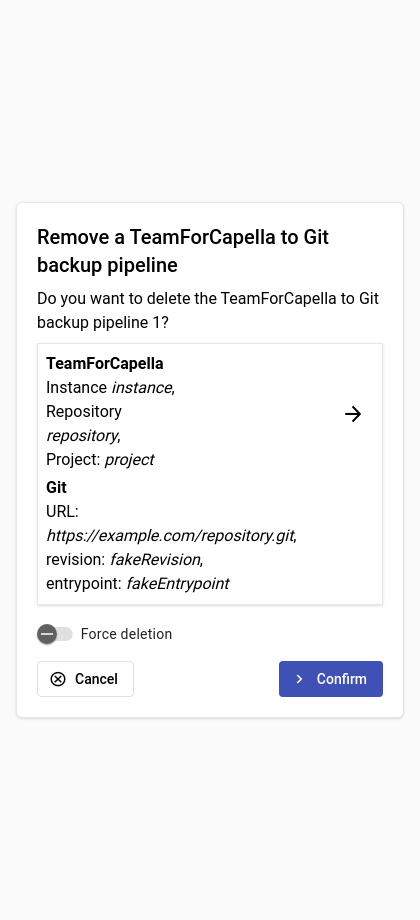 Remove a TeamForCapella to Git
backup pipeline
Do you want to delete the TeamForCapella to Git
backup pipeline 1?
TeamForCapella
Instance instance,
Repository
repository,
Project: project
Git
URL:
https://example.com/repository.git,
revision: fakeRevision,
entrypoint: fakeEntrypoint
Force deletion
Cancel
Confirm